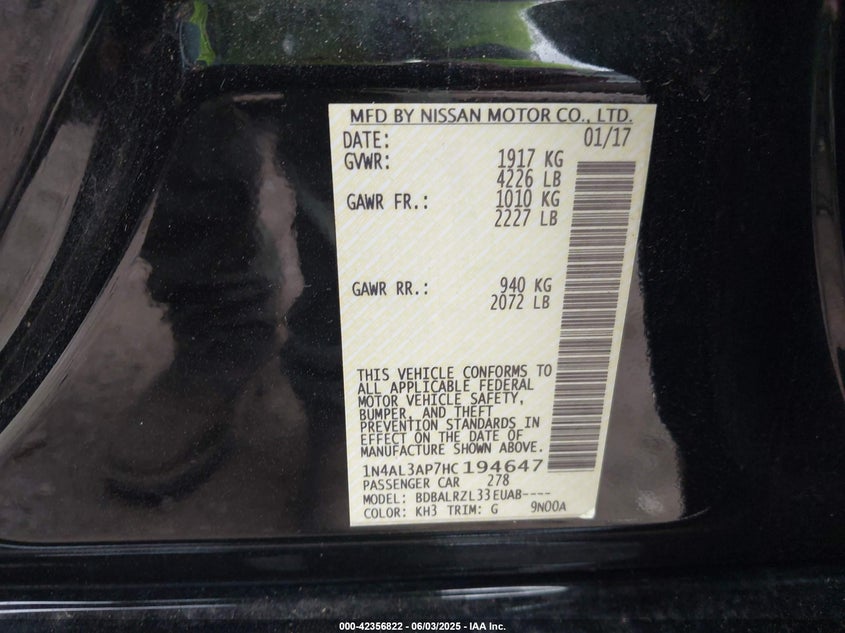 MFD BY NISSAN MOTOR CO., LTD.
DATE: 01/17
GVWR: 1917 KG
4226 LB
GAWR FR.: 1010 KG
2227 LB
GAWR RR.: 940 KG
2072 LB
THIS VEHICLE CONFORMS TO
ALL APPLICABLE FEDERAL
MOTOR VEHICLE SAFETY,
BUMPER, AND THEFT
PREVENTION STANDARDS IN
EFFECT ON THE DATE OF
MANUFACTURE SHOWN ABOVE.
1N4AL3AP7HC194647
PASSENGER CAR 278
MODEL: BDBALRZL33EUAB----
COLOR: KH3 TRIM: G 9N00A
000-42356822 - 06/03/2025 - IAA Inc.